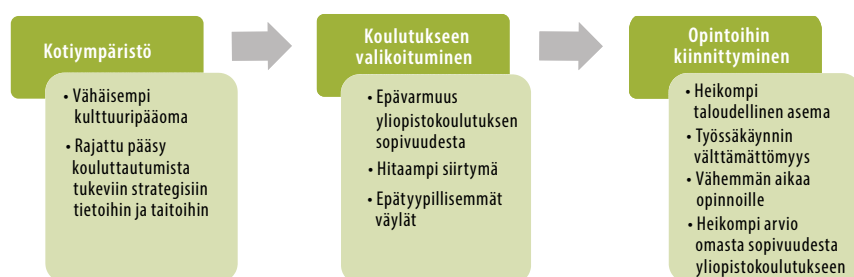 Kotiympäristö
• Vähäisempi
kulttuuripääoma
• Rajattu pääsy
kouluttautumista
tukeviin strategisiin
tietoihin ja taitoihin
Koulutukseen
valikoituminen
• Epävarmuus
yliopistokoulutuksen
sopivuudesta
• Hitaampi siirtymä
• Epätyypillisemmät
väylät
Opintoihin
kiinnittyminen
• Heikompi
taloudellinen asema
• Työssäkäynnin
välttämättömyys
• Vähemmän aikaa
opinnoille
• Heikompi arvio
omasta sopivuudesta
yliopistokoulutukseen